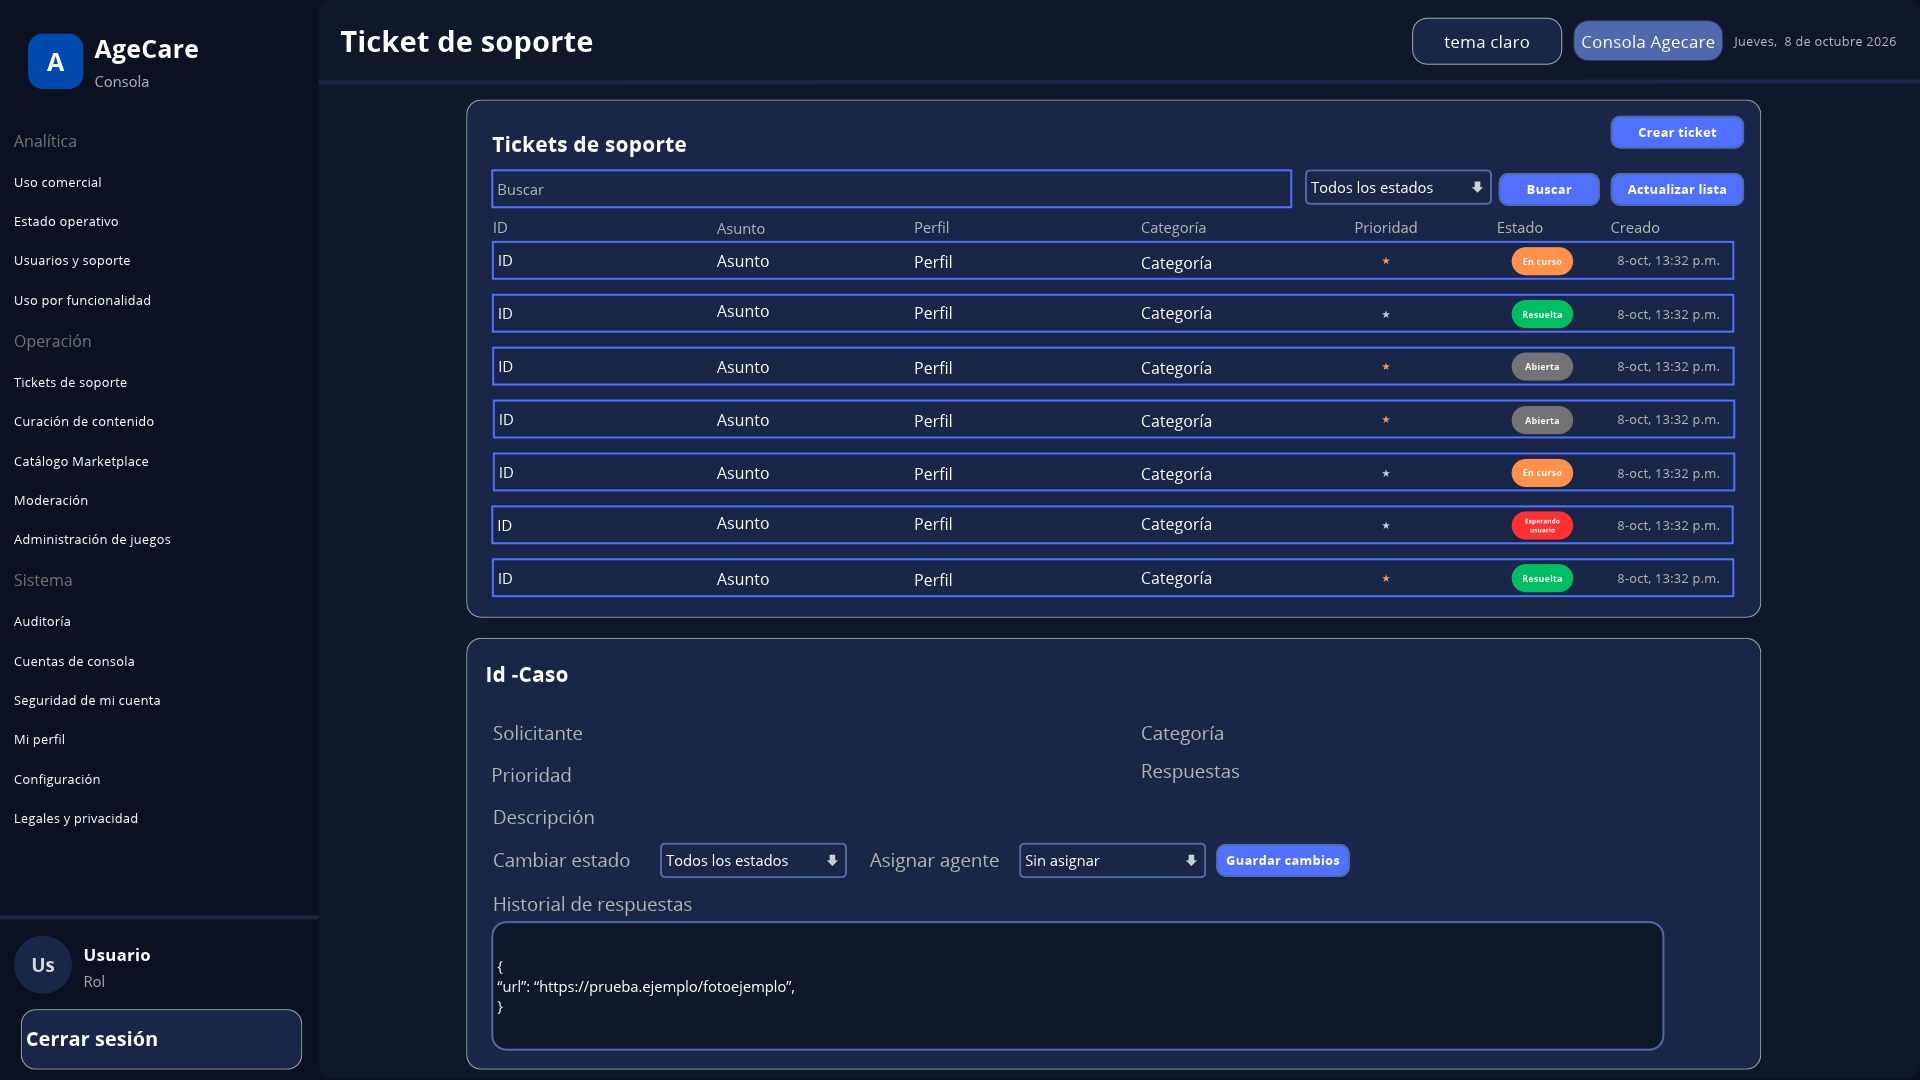 A
AgeCare
Consola
Analítica
Uso comercial
Estado operativo
Usuarios y soporte
Uso por funcionalidad
Operación
Tickets de soporte
Curación de contenido
Catálogo Marketplace
Moderación
Administración de juegos
Sistema
Auditoría
Cuentas de consola
Seguridad de mi cuenta
Mi perfil
Configuración
Legales y privacidad
Us
Usuario
Rol
Cerrar sesión
Ticket de soporte
tema claro
Consola Agecare
Jueves, 8 de octubre 2026
Tickets de soporte
Crear ticket
Buscar
Todos los estados
Buscar
Actualizar lista
ID Asunto Perfil Categoría Prioridad Estado Creado
ID Asunto Perfil Categoría En curso 8-oct, 13:32 p.m.
ID Asunto Perfil Categoría Resuelta 8-oct, 13:32 p.m.
ID Asunto Perfil Categoría Abierta 8-oct, 13:32 p.m.
ID Asunto Perfil Categoría Abierta 8-oct, 13:32 p.m.
ID Asunto Perfil Categoría En curso 8-oct, 13:32 p.m.
ID Asunto Perfil Categoría Esperando usuario 8-oct, 13:32 p.m.
ID Asunto Perfil Categoría Resuelta 8-oct, 13:32 p.m.
Id -Caso
Solicitante
Categoría
Prioridad
Respuestas
Descripción
Cambiar estado
Todos los estados
Asignar agente
Sin asignar
Guardar cambios
Historial de respuestas
{
“url”: “https://prueba.ejemplo/fotoejemplo”,
}